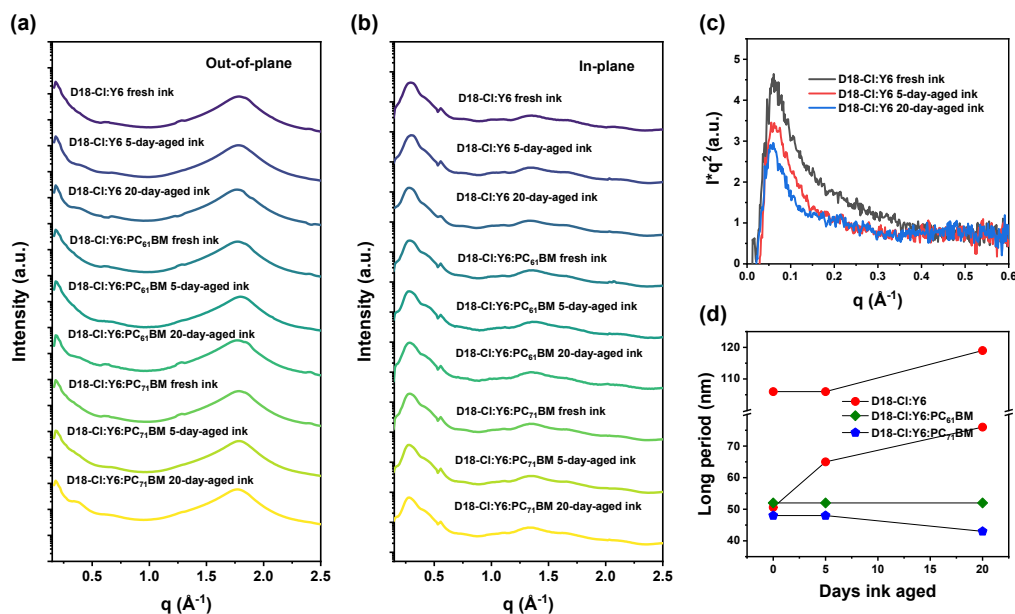 (a)
Out-of-plane
D18-Cl:Y6 fresh ink
D18-Cl:Y6 5-day-aged ink
D18-Cl:Y6 20-day-aged ink
D18-Cl:Y6:PC61BM fresh ink
D18-Cl:Y6:PC61BM 5-day-aged ink
D18-Cl:Y6:PC61BM 20-day-aged ink
D18-Cl:Y6:PC71BM fresh ink
D18-Cl:Y6:PC71BM 5-day-aged ink
D18-Cl:Y6:PC71BM 20-day-aged ink
Intensity (a.u.)
0.5 1.0 1.5 2.0 2.5
q (Å-1)
(b)
In-plane
D18-Cl:Y6 fresh ink
D18-Cl:Y6 5-day-aged ink
D18-Cl:Y6 20-day-aged ink
D18-Cl:Y6:PC61BM fresh ink
D18-Cl:Y6:PC61BM 5-day-aged ink
D18-Cl:Y6:PC61BM 20-day-aged ink
D18-Cl:Y6:PC71BM fresh ink
D18-Cl:Y6:PC71BM 5-day-aged ink
D18-Cl:Y6:PC71BM 20-day-aged ink
Intensity (a.u.)
0.5 1.0 1.5 2.0 2.5
q (Å-1)
(c)
D18-Cl:Y6 fresh ink
D18-Cl:Y6 5-day-aged ink
D18-Cl:Y6 20-day-aged ink
I*q2 (a.u.)
5
4
3
2
1
0
0.0 0.1 0.2 0.3 0.4 0.5 0.6
q (Å-1)
(d)
120
110
70
60
50
40
Long period (nm)
D18-Cl:Y6
D18-Cl:Y6:PC61BM
D18-Cl:Y6:PC71BM
0 5 10 15 20
Days ink aged